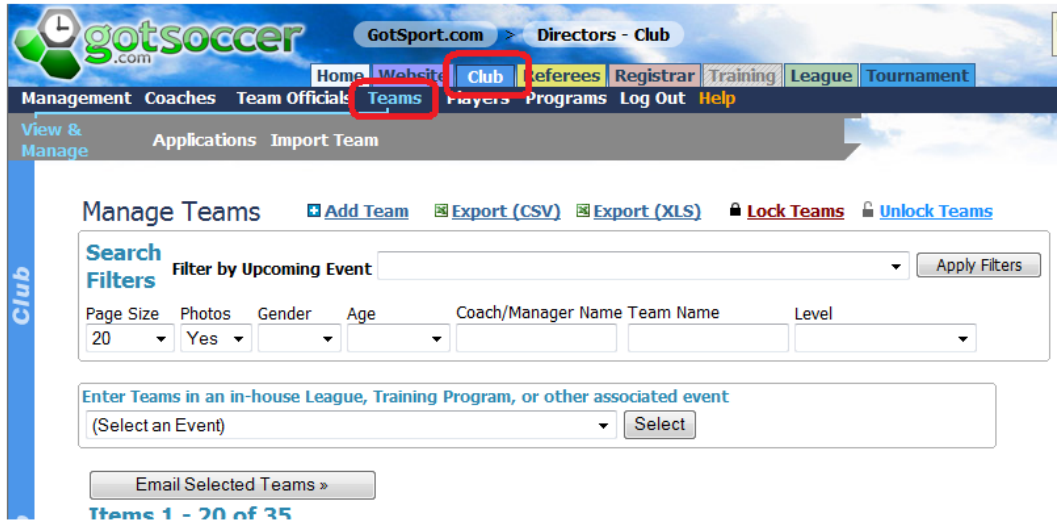 gotsoccer
.com
GotSport.com > Directors - Club
Home Website Club Referees Registrar Training League Tournament
Management Coaches Team Officials Teams Players Programs Log Out Help
View &
Manage
Applications Import Team
Manage Teams Add Team Export (CSV) Export (XLS) Lock Teams Unlock Teams
Search
Filters
Filter by Upcoming Event
Apply Filters
Page Size Photos Gender Age Coach/Manager Name Team Name Level
20 Yes
Club
Enter Teams in an in-house League, Training Program, or other associated event
(Select an Event) Select
Email Selected Teams »
Items 1 - 20 of 35